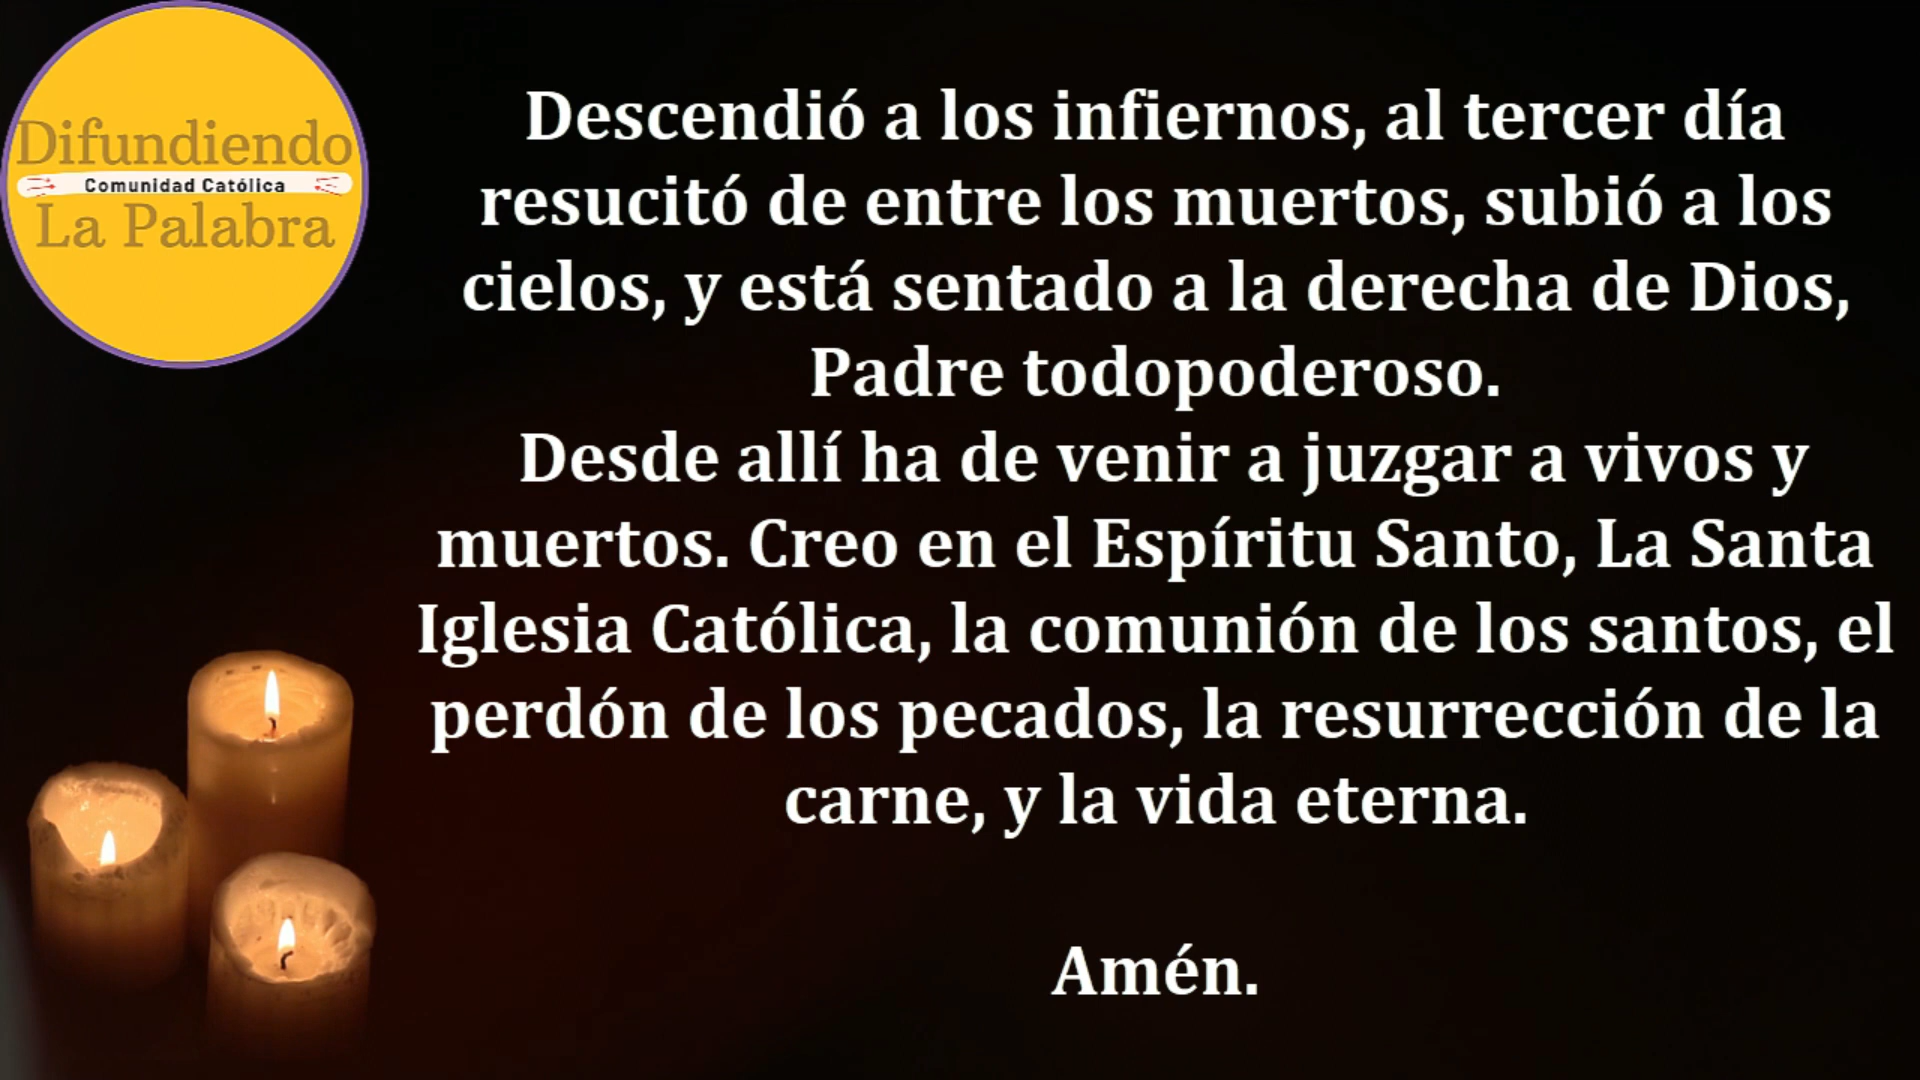 Difundiendo
Comunidad Católica
La Palabra
Descendió a los infiernos, al tercer día
resucitó de entre los muertos, subió a los
cielos, y está sentado a la derecha de Dios,
Padre todopoderoso.
Desde allí ha de venir a juzgar a vivos y
muertos. Creo en el Espíritu Santo, La Santa
Iglesia Católica, la comunión de los santos, el
perdón de los pecados, la resurrección de la
carne, y la vida eterna.
Amén.